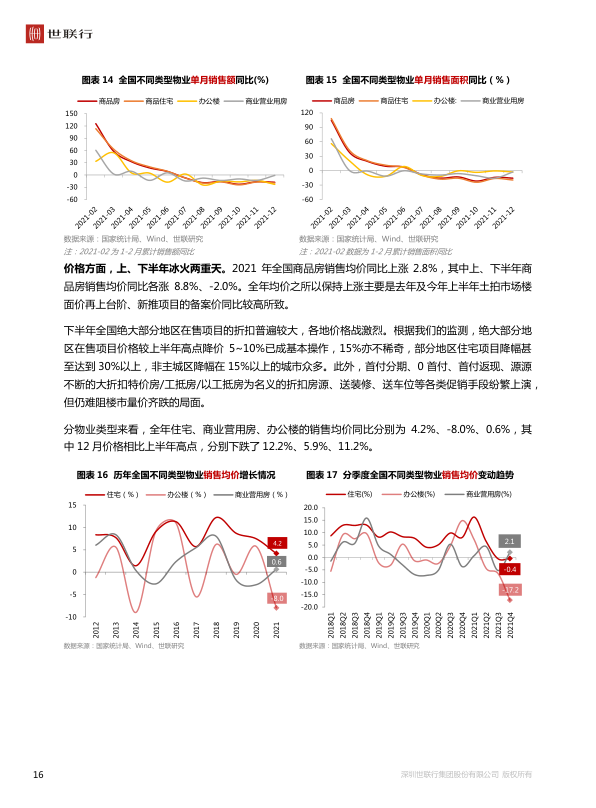 世联行
图表 14 全国不同类型物业单月销售额同比(%)
图表 15 全国不同类型物业单月销售面积同比（％）
商品房 商品住宅 办公楼 商业营业用房
商品房 商品住宅 办公楼: 商业营业用房
150
120
90
60
30
0
-30
-60
2021-02 2021-03 2021-04 2021-05 2021-06 2021-07 2021-08 2021-09 2021-10 2021-11 2021-12
120
90
60
30
0
-30
-60
2021-02 2021-03 2021-04 2021-05 2021-06 2021-07 2021-08 2021-09 2021-10 2021-11 2021-12
数据来源：国家统计局、Wind、世联研究
数据来源：国家统计局、Wind、世联研究
注：2021-02 为 1-2 月累计销售额同比
注：2021-02 数据为 1-2 月累计销售面积同比
价格方面，上、下半年冰火两重天。2021 年全国商品房销售均价同比上涨 2.8%，其中上、下半年商
品房销售均价同比各涨 8.8%、-2.0%。全年均价之所以保持上涨主要是去年及今年上半年土拍市场楼
面价再上台阶、新推项目的备案价同比较高所致。
下半年全国绝大部分地区在售项目的折扣普遍较大，各地价格战激烈。根据我们的监测，绝大部分地
区在售项目价格较上半年高点降价 5~10%已成基本操作，15%亦不稀奇，部分地区住宅项目降幅甚
至达到 30%以上，非主城区降幅在 15%以上的城市众多。此外，首付分期、0 首付、首付返现、源源
不断的大折扣特价房/工抵房/以工抵房为名义的折扣房源、送装修、送车位等各类促销手段纷繁上演，
但仍难阻楼市量价齐跌的局面。
分物业类型来看，全年住宅、商业营业用房、办公楼的销售均价同比分别为 4.2%、-8.0%、0.6%，其
中 12 月价格相比上半年高点，分别下跌了 12.2%、5.9%、11.2%。
图表 16 历年全国不同类型物业销售均价增长情况
图表 17 分季度全国不同类型物业销售均价变动趋势
住宅（％） 办公楼（％） 商业营用房（％）
住宅(%) 办公楼(%) 商业营用房(%)
15
10
5
0
-5
-10
4.2
0.6
-8.0
2012 2013 2014 2015 2016 2017 2018 2019 2020 2021
20.0
15.0
10.0
5.0
0.0
-5.0
-10.0
-15.0
-20.0
2.1
-0.4
-17.2
2018Q1 2018Q2 2018Q3 2018Q4 2019Q1 2019Q2 2019Q3 2019Q4 2020Q1 2020Q2 2020Q3 2020Q4 2021Q1 2021Q2 2021Q3 2021Q4
数据来源：国家统计局、Wind、世联研究
数据来源：国家统计局、Wind、世联研究
16
深圳世联行集团股份有限公司 版权所有